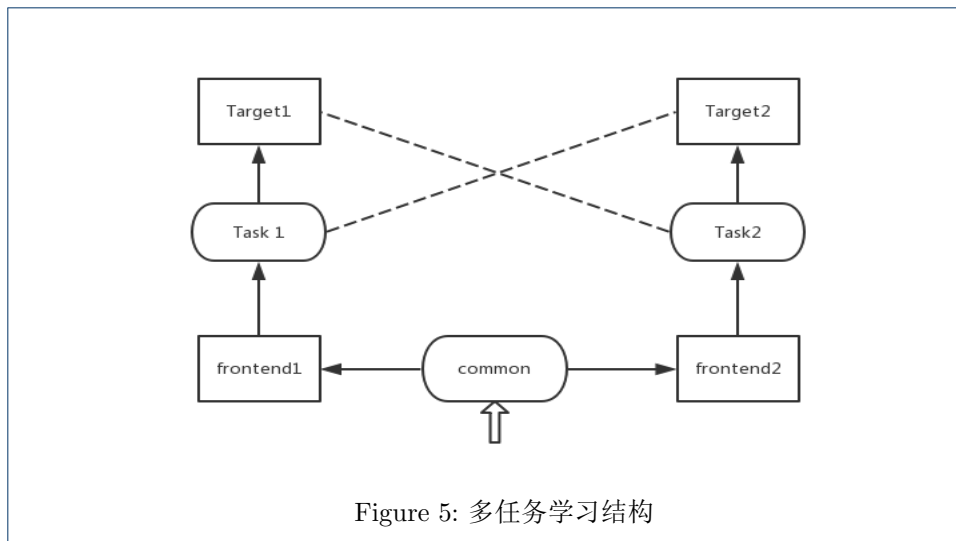 Target1
Target2
Task 1
Task2
frontend1
common
frontend2
Figure 5: 多任务学习结构